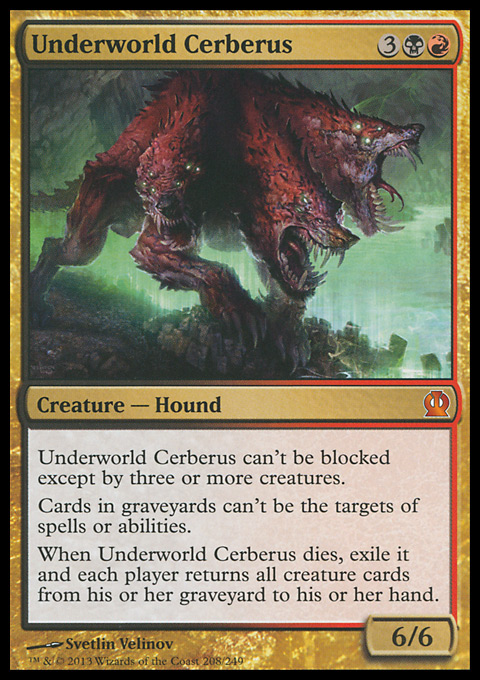 Underworld Cerberus 3
Creature — Hound
Underworld Cerberus can't be blocked
except by three or more creatures.
Cards in graveyards can't be the targets of
spells or abilities.
When Underworld Cerberus dies, exile it
and each player returns all creature cards
from his or her graveyard to his or her hand.
6/6
Svetlin Velinov
™ & © 2013 Wizards of the Coast 208/249